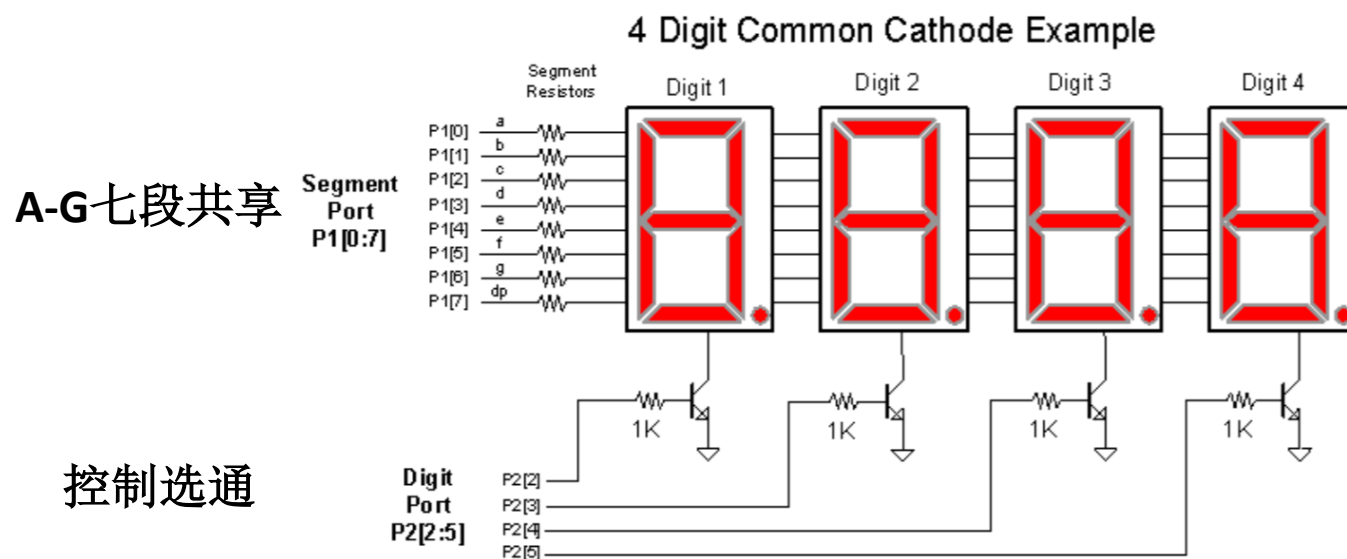 4 Digit Common Cathode Example
Segment
Resistors
Digit 1
Digit 2
Digit 3
Digit 4
A-G七段共享
Segment
Port
P1[0:7]
P1[0] a
P1[1] b
P1[2] c
P1[3] d
P1[4] e
P1[5] f
P1[6] g
P1[7] dp
1K
1K
1K
1K
控制选通
Digit
Port
P2[2:5]
P2[2]
P2[3]
P2[4]
P2[5]